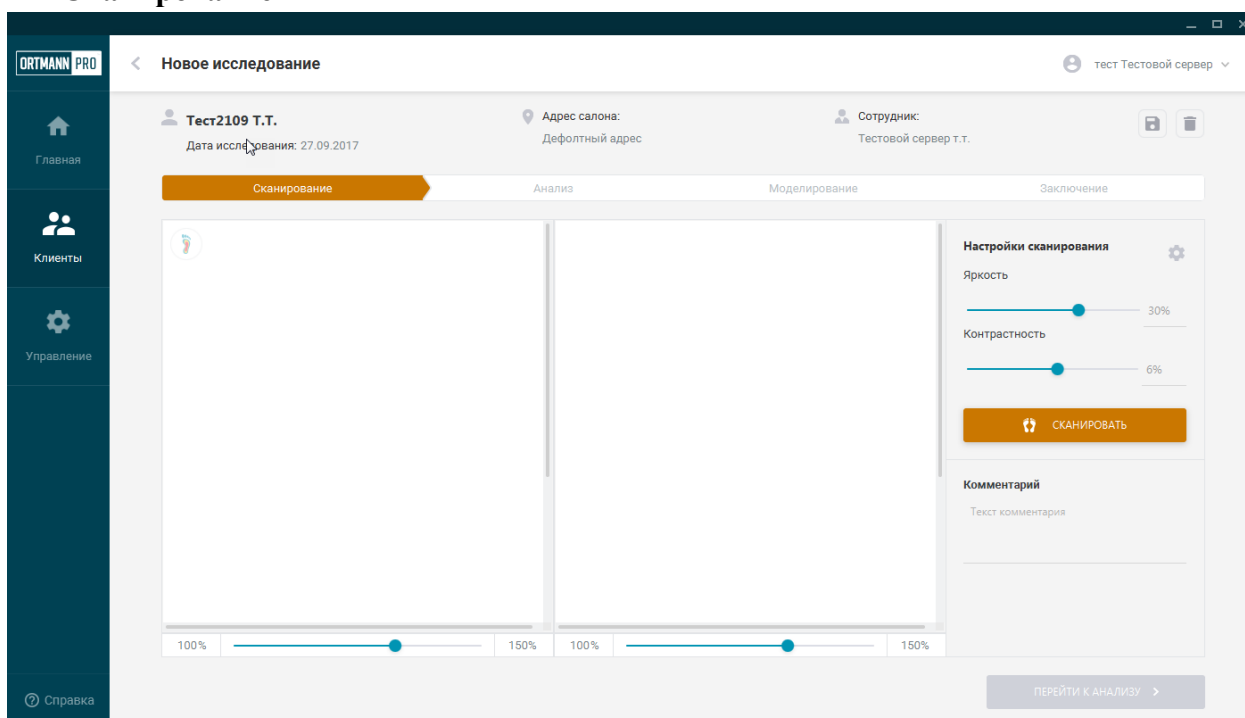 ORTMANN PRO
Новое исследование
тест Тестовой сервер
Тест2109 Т.Т.
Дата исследования: 27.09.2017
Адрес салона:
Дефолтный адрес
Сотрудник:
Тестовой сервер т.т.
Главная
Клиенты
Управление
Справка
Сканирование
Анализ
Моделирование
Заключение
Настройки сканирования
Яркость
30%
Контрастность
6%
СКАНИРОВАТЬ
Комментарий
Текст комментария
100%
150%
100%
150%
ПЕРЕЙТИ К АНАЛИЗУ